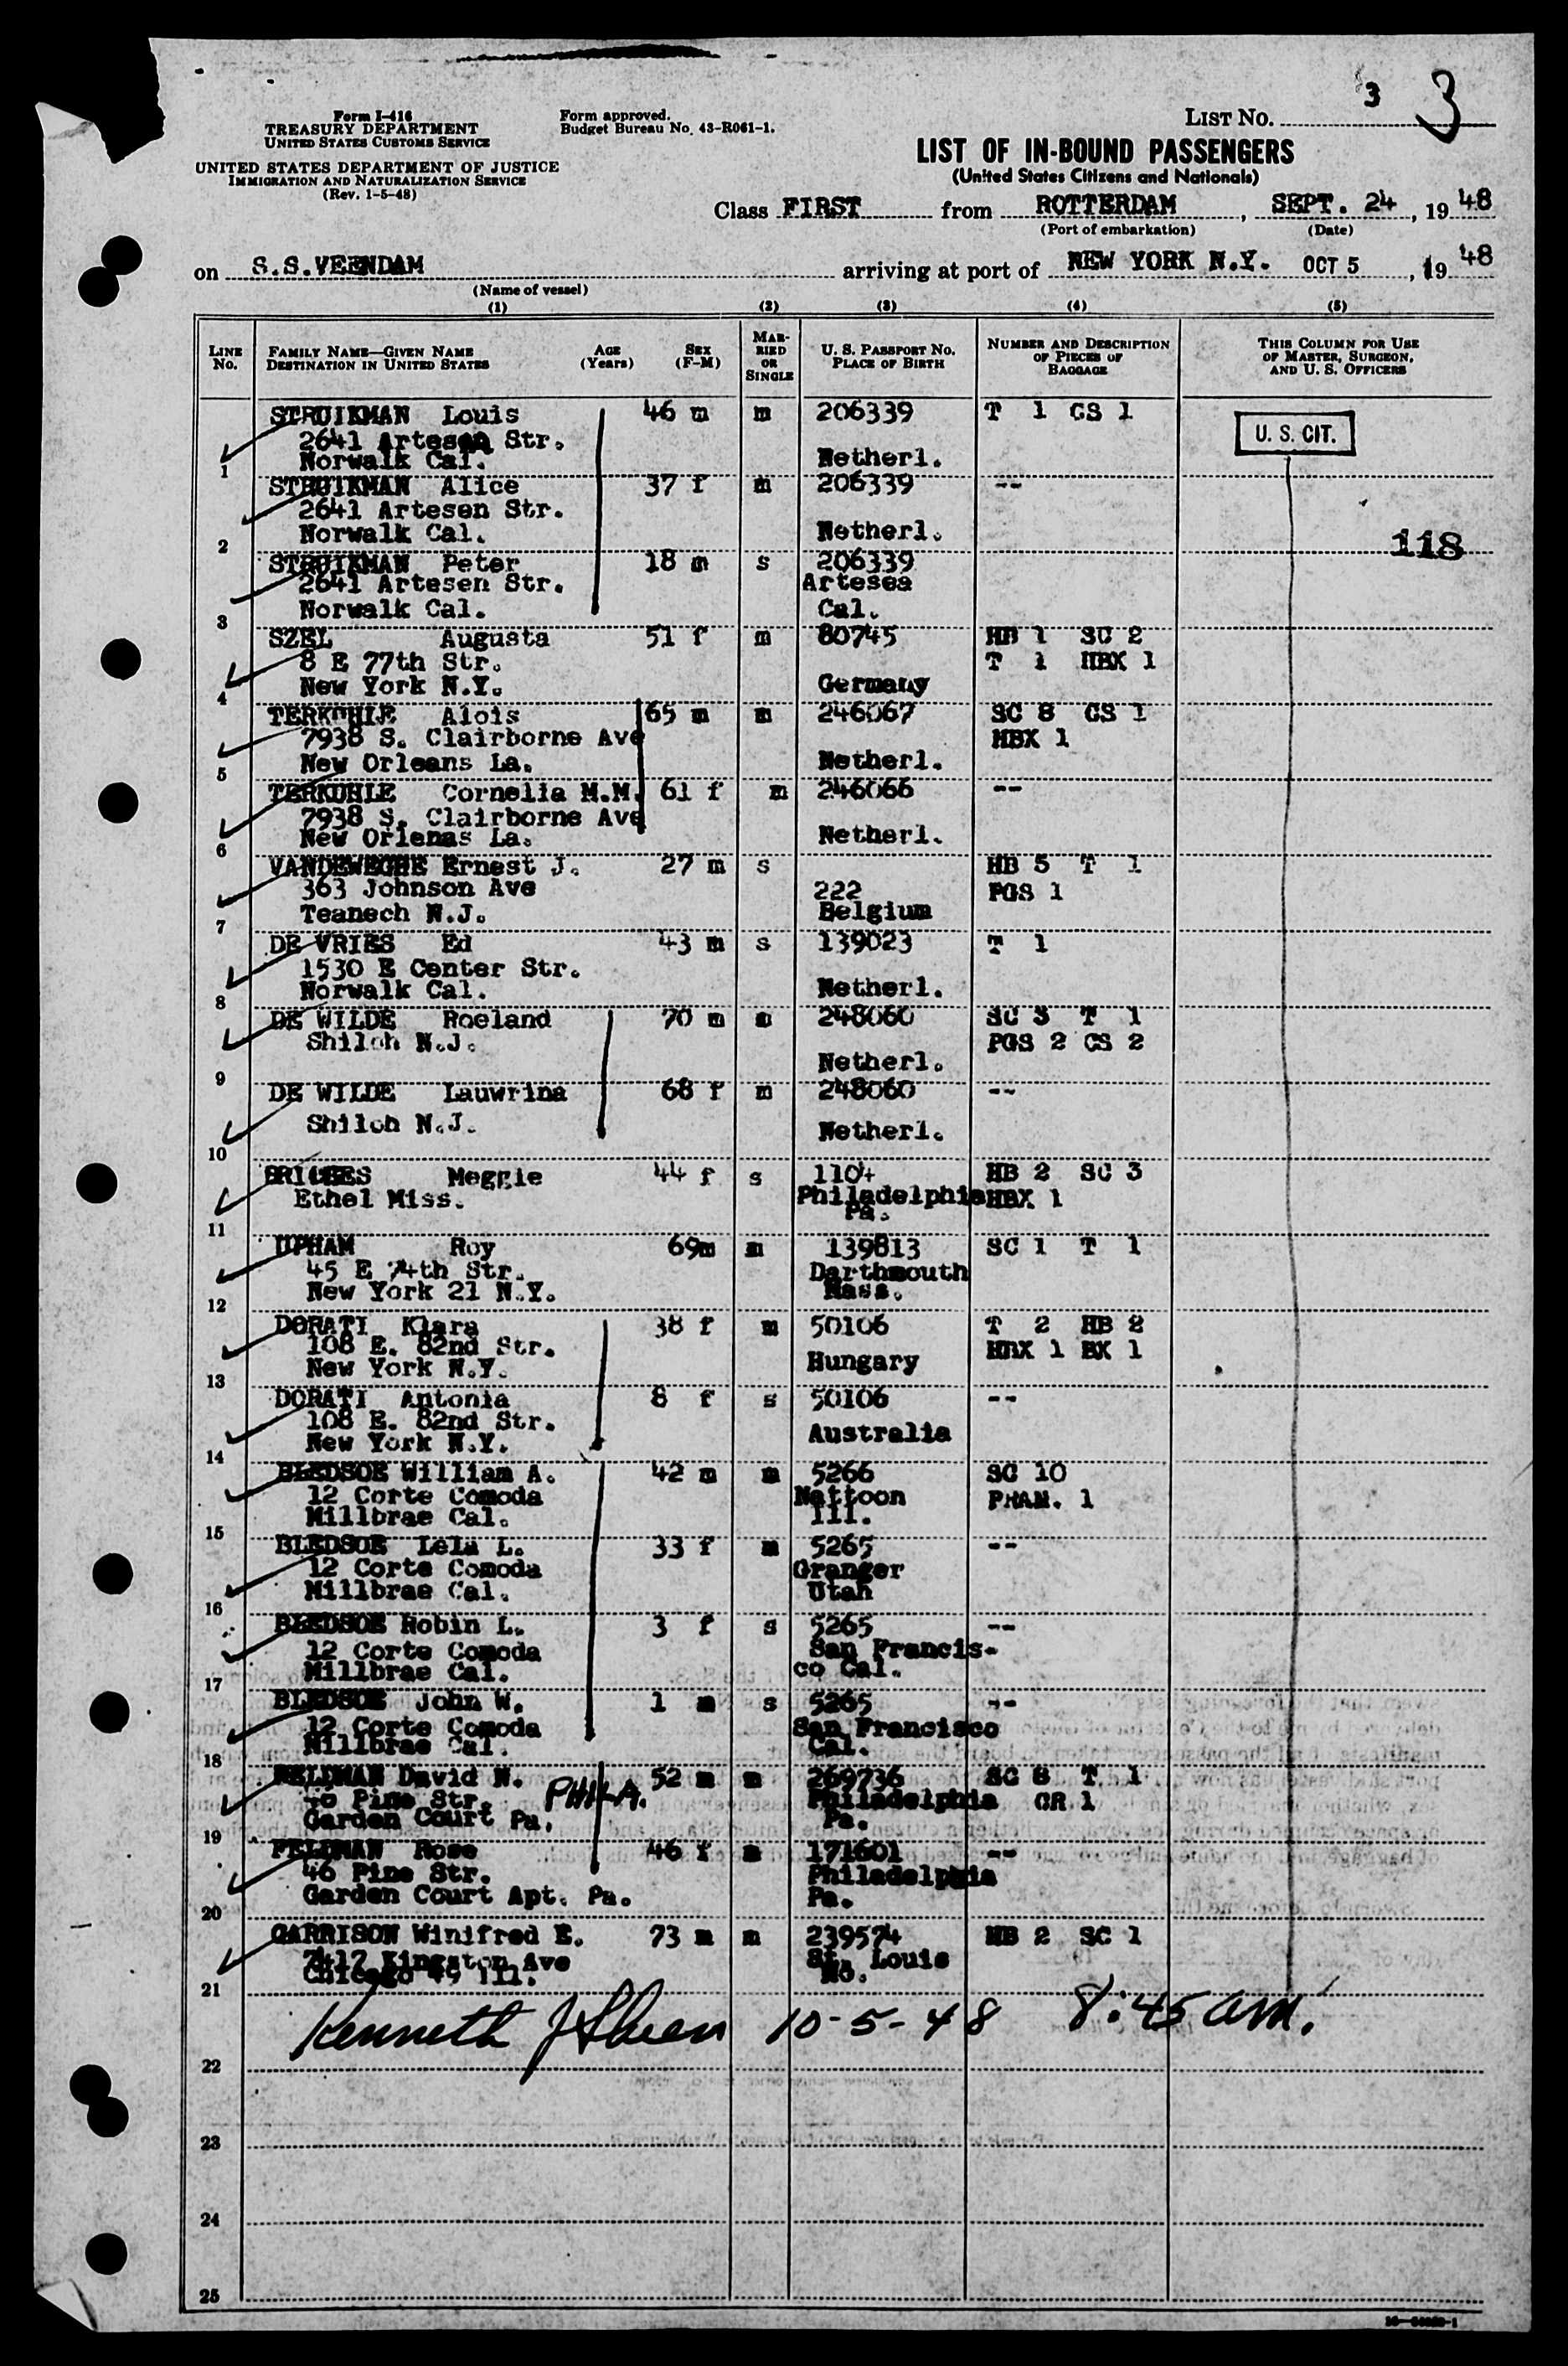 3 3
Form I-416
TREASURY DEPARTMENT
UNITED STATES CUSTOMS SERVICE
Form approved.
Budget Bureau No. 43-R061-1.
LIST NO.
UNITED STATES DEPARTMENT OF JUSTICE
IMMIGRATION AND NATURALIZATION SERVICE
(Rev. 1-5-48)
LIST OF IN-BOUND PASSENGERS
(United States Citizens and Nationals)
Class FIRST from ROTTERDAM, SEPT. 24, 1948
(Port of embarkation) (Date)
on S.S.VEENDAM arriving at port of NEW YORK N.Y. OCT 5, 1948
(Name of vessel)
(1) (2) (3) (4) (5)
LINE NO.
FAMILY NAME—GIVEN NAME
DESTINATION IN UNITED STATES
AGE (Years)
SEX (F-M)
MARRIED OR SINGLE
U. S. PASSPORT NO.
PLACE OF BIRTH
NUMBER AND DESCRIPTION OF PIECES OF BAGGAGE
THIS COLUMN FOR USE OF MASTER, SURGEON, AND U. S. OFFICERS
STRUIKMAN Louis 46 m m 206339 T 1 CS 1
U. S. CIT.
2641 Artesen Str.
1 Norwalk Cal. Netherl.
STRUIKMAN Alice 37 f m 206339 --
2641 Artesen Str.
2 Norwalk Cal. Netherl.
118
STRUIKMAN Peter 18 m s 206339
2641 Artesen Str. Artesea
3 Norwalk Cal. Cal.
SZEL Augusta 51 f m 80745 HB 1 SC 2
8 E 77th Str. T 1 HBX 1
4 New York N.Y. Germany
TERKUHLE Alois 65 m m 246067 SC 8 CS 1
7938 S. Clairborne Ave HBX 1
5 New Orleans La. Netherl.
TERKUHLE Cornelia M.M. 61 f m 246066 --
7938 S. Clairborne Ave
6 New Orlenas La. Netherl.
VANDEWEGHE Ernest J. 27 m s HB 5 T 1
363 Johnson Ave 222 PGS 1
7 Teanech N.J. Belgium
DE VRIES Ed 43 m s 139023 T 1
1530 E Center Str.
8 Norwalk Cal. Netherl.
DE WILDE Roeland 70 m m 248060 SC 3 T 1
Shiloh N.J. PGS 2 CS 2
9 Netherl.
DE WILDE Lauwrina 68 f m 248060 --
Shiloh N.J. Netherl.
10
BRIDGES Meggie 44 f s 1104 HB 2 SC 3
Ethel Miss. Philadelphia HBX 1
11 Pa.
UPHAM Roy 69m m 139813 SC 1 T 1
45 E 74th Str. Darthmouth
12 New York 21 N.Y. Mass.
DORATI Klara 38 f m 50106 T 2 HB 2
108 E. 82nd Str. HBX 1 BX 1
13 New York N.Y. Hungary
DORATI Antonia 8 f s 50106 --
108 E. 82nd Str.
14 New York N.Y. Australia
BLEDSOE William A. 42 m m 5266 SC 10
12 Corte Comoda Mattoon PRAM. 1
15 Millbrae Cal. Ill.
BLEDSOE Lela L. 33 f m 5265 --
12 Corte Comoda Granger
16 Millbrae Cal. Utah
BLEDSOE Robin L. 3 f s 5265 --
12 Corte Comoda San Francis-
17 Millbrae Cal. co Cal.
BLEDSOE John W. 1 m s 5265 --
12 Corte Comoda San Francisco
18 Millbrae Cal. Cal.
FELDMAN David N. 52 m m 269736 SC 8 T 1
Pine Str. PHILA. Philadelphia CR 1
19 Garden Court Pa. Pa.
FELDMAN Rose 46 f m 171601 --
46 Pine Str. Philadelphia
20 Garden Court Apt. Pa. Pa.
GARRISON Winifred E. 73 m m 239574 HB 2 SC 1
7417 Kingston Ave St. Louis
21 Chicago 49 Ill. Mo.
Kenneth J 10-5-48 8:45 am.
22
23
24
25